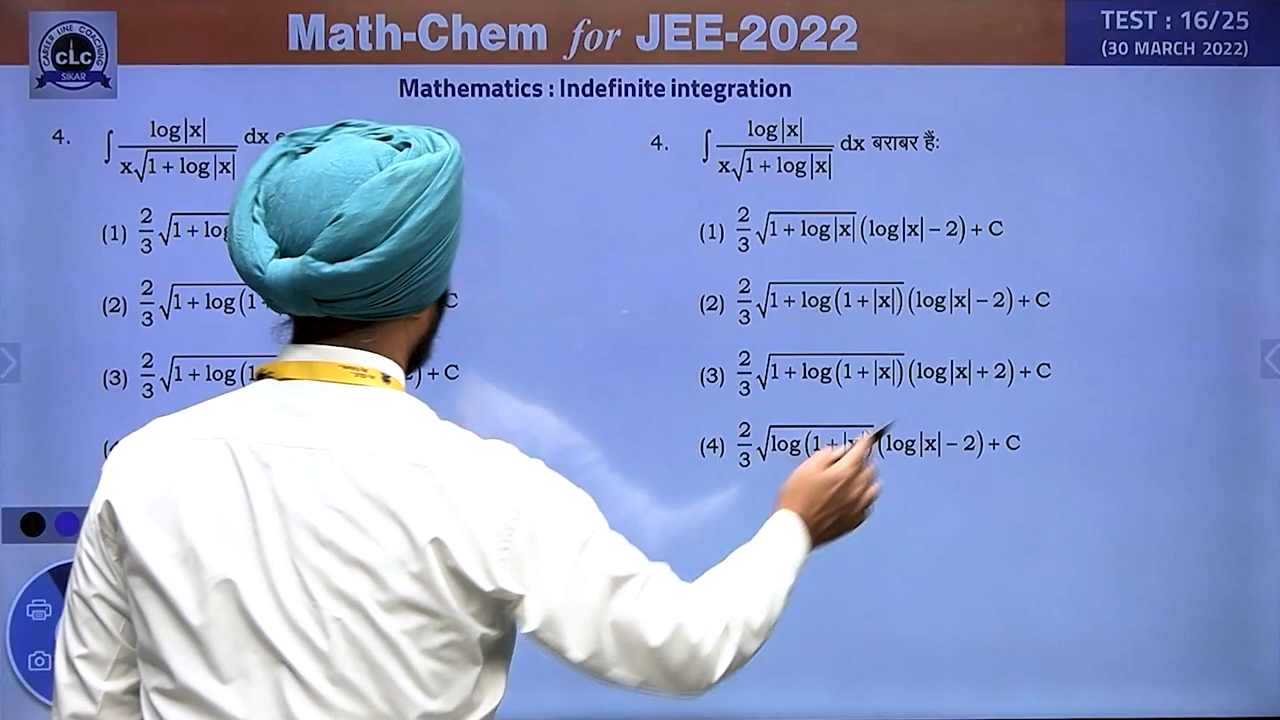 Math-Chem for JEE-2022
TEST : 16/25
(30 MARCH 2022)
CAREER LINE COACHING
CLC
SIKAR
Mathematics : Indefinite integration
4. ∫ log|x| / x√(1 + log|x|) dx
(1) 2/3 √1 + log
(2) 2/3 √1 + log(1 C
(3) 2/3 √1 + log(1 ) + C
4. ∫ log|x| / x√(1 + log|x|) dx बराबर हैं:
(1) 2/3 √(1 + log|x|) (log|x| − 2) + C
(2) 2/3 √(1 + log(1 + |x|)) (log|x| − 2) + C
(3) 2/3 √(1 + log(1 + |x|)) (log|x| + 2) + C
(4) 2/3 √(log(1 + |x|)) (log|x| − 2) + C